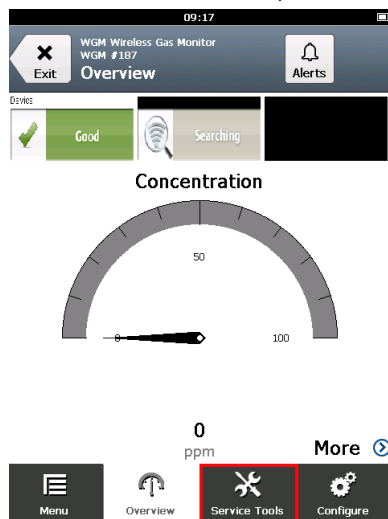 09:17
WGM Wireless Gas Monitor
WGM #187
Exit
Overview
Alerts
Device
Good
Searching
Concentration
50
0
100
0
ppm
More
Menu
Overview
Service Tools
Configure